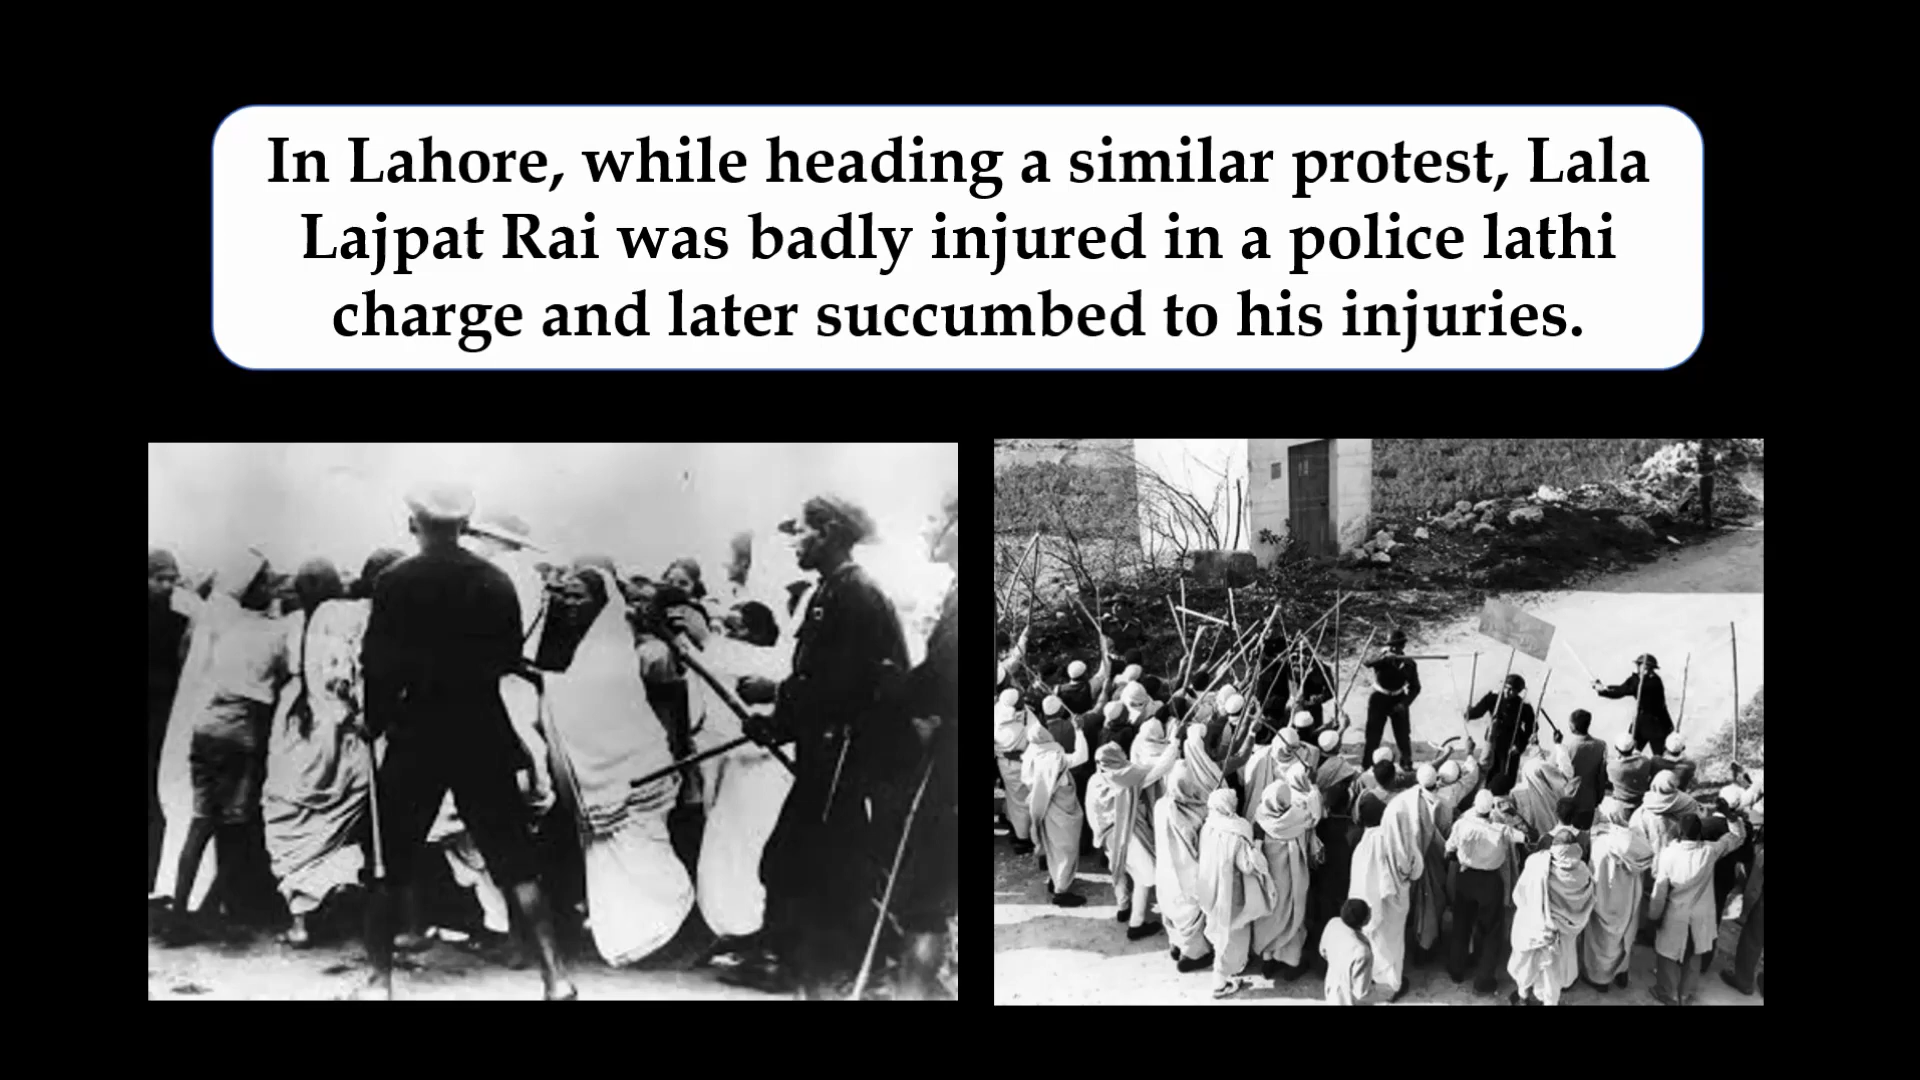 In Lahore, while heading a similar protest, Lala
Lajpat Rai was badly injured in a police lathi
charge and later succumbed to his injuries.